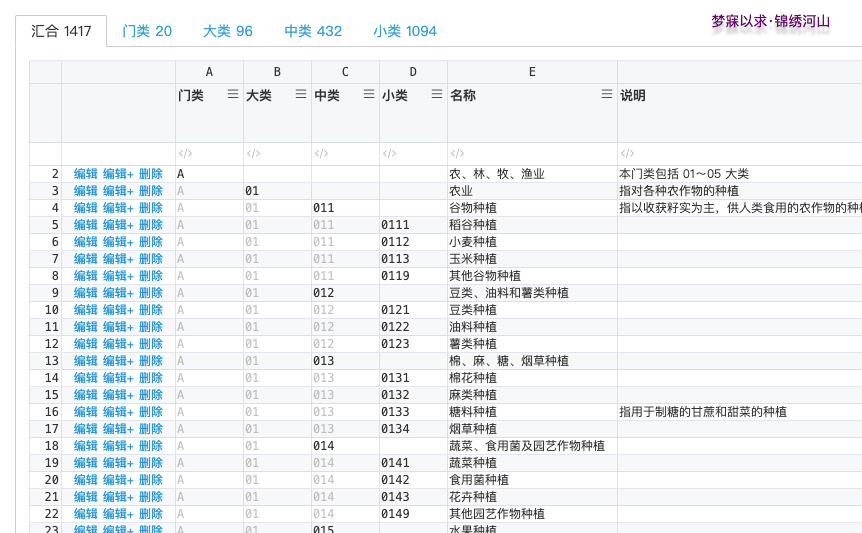 汇合 1417 门类 20 大类 96 中类 432 小类 1094
梦寐以求·锦绣河山
A B C D E
门类 大类 中类 小类 名称 说明
</> </> </> </> </> </>
2 编辑 编辑+ 删除 A 农、林、牧、渔业 本门类包括 01～05 大类
3 编辑 编辑+ 删除 A 01 农业 指对各种农作物的种植
4 编辑 编辑+ 删除 A 01 011 谷物种植 指以收获籽实为主，供人类食用的农作物的种
5 编辑 编辑+ 删除 A 01 011 0111 稻谷种植
6 编辑 编辑+ 删除 A 01 011 0112 小麦种植
7 编辑 编辑+ 删除 A 01 011 0113 玉米种植
8 编辑 编辑+ 删除 A 01 011 0119 其他谷物种植
9 编辑 编辑+ 删除 A 01 012 豆类、油料和薯类种植
10 编辑 编辑+ 删除 A 01 012 0121 豆类种植
11 编辑 编辑+ 删除 A 01 012 0122 油料种植
12 编辑 编辑+ 删除 A 01 012 0123 薯类种植
13 编辑 编辑+ 删除 A 01 013 棉、麻、糖、烟草种植
14 编辑 编辑+ 删除 A 01 013 0131 棉花种植
15 编辑 编辑+ 删除 A 01 013 0132 麻类种植
16 编辑 编辑+ 删除 A 01 013 0133 糖料种植 指用于制糖的甘蔗和甜菜的种植
17 编辑 编辑+ 删除 A 01 013 0134 烟草种植
18 编辑 编辑+ 删除 A 01 014 蔬菜、食用菌及园艺作物种植
19 编辑 编辑+ 删除 A 01 014 0141 蔬菜种植
20 编辑 编辑+ 删除 A 01 014 0142 食用菌种植
21 编辑 编辑+ 删除 A 01 014 0143 花卉种植
22 编辑 编辑+ 删除 A 01 014 0149 其他园艺作物种植
23 编辑 编辑+ 删除 A 01 015 水果种植